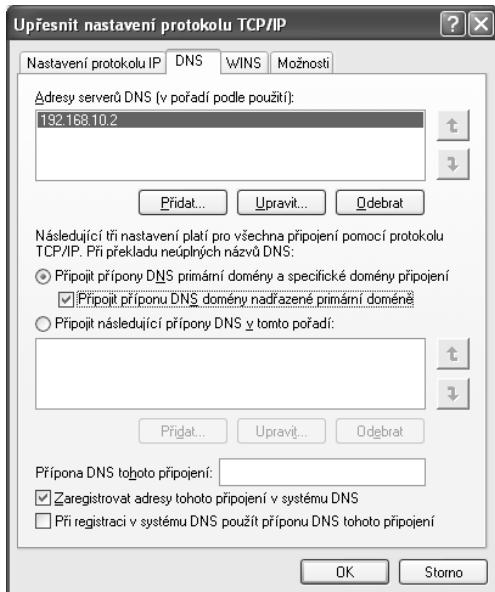 Upřesnit nastavení protokolu TCP/IP
Nastavení protokolu IP DNS WINS Možnosti
Adresy serverů DNS (v pořadí podle použití):
192.168.10.2
Přidat... Upravit... Odebrat
Následující tři nastavení platí pro všechna připojení pomocí protokolu
TCP/IP. Při překladu neúplných názvů DNS:
Připojit přípony DNS primární domény a specifické domény připojení
Připojit příponu DNS domény nadřazené primární doméně
Připojit následující přípony DNS v tomto pořadí:
Přidat... Upravit... Odebrat
Přípona DNS tohoto připojení:
Zaregistrovat adresy tohoto připojení v systému DNS
Při registraci v systému DNS použít příponu DNS tohoto připojení
OK Storno